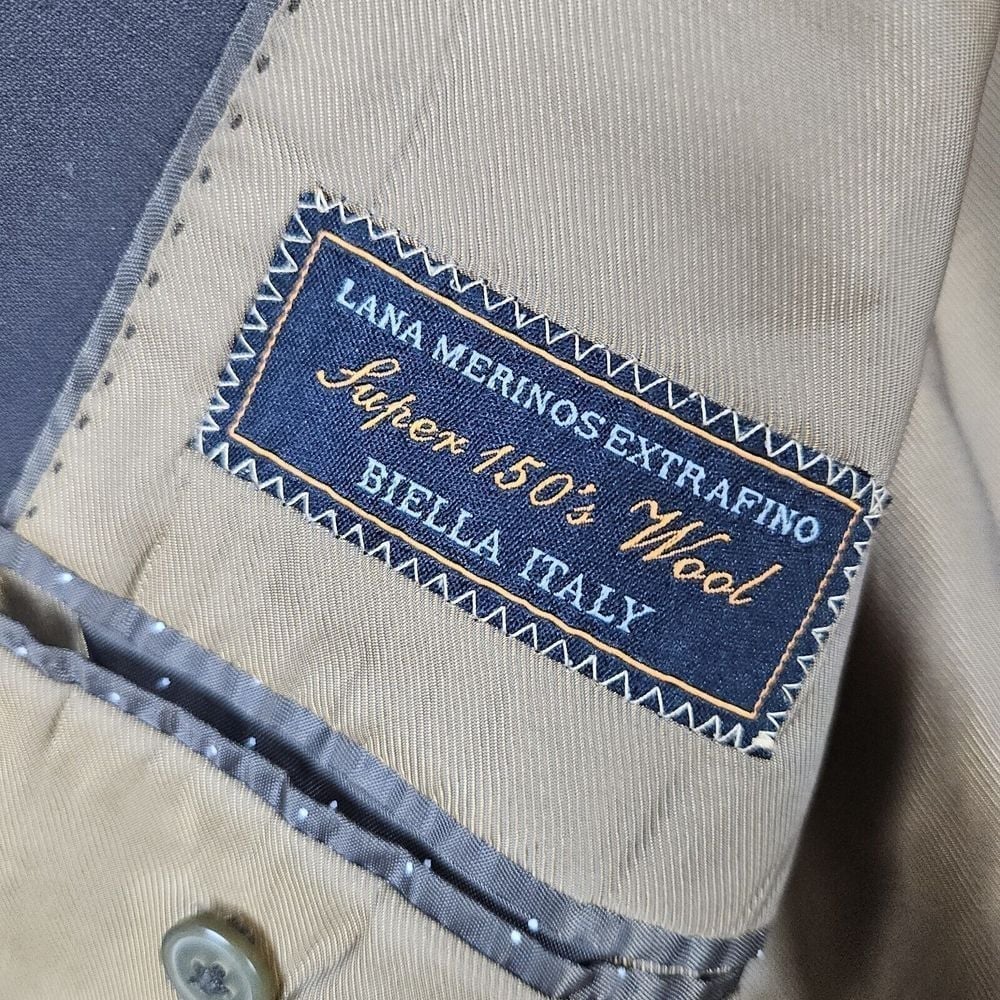 LANA MERINOS EXTRAFINO
Super 150's Wool
BIELLA ITALY